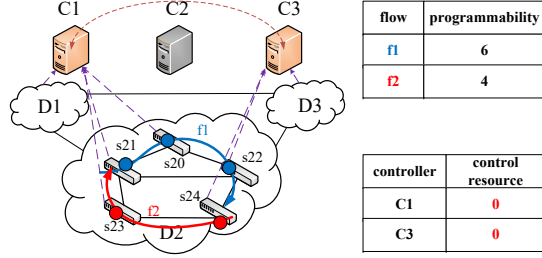 C1
C2
C3
D1
D3
s21
f1
s20
s22
s24
s23
f2
D2
flow programmability
f1 6
f2 4
controller control resource
C1 0
C3 0